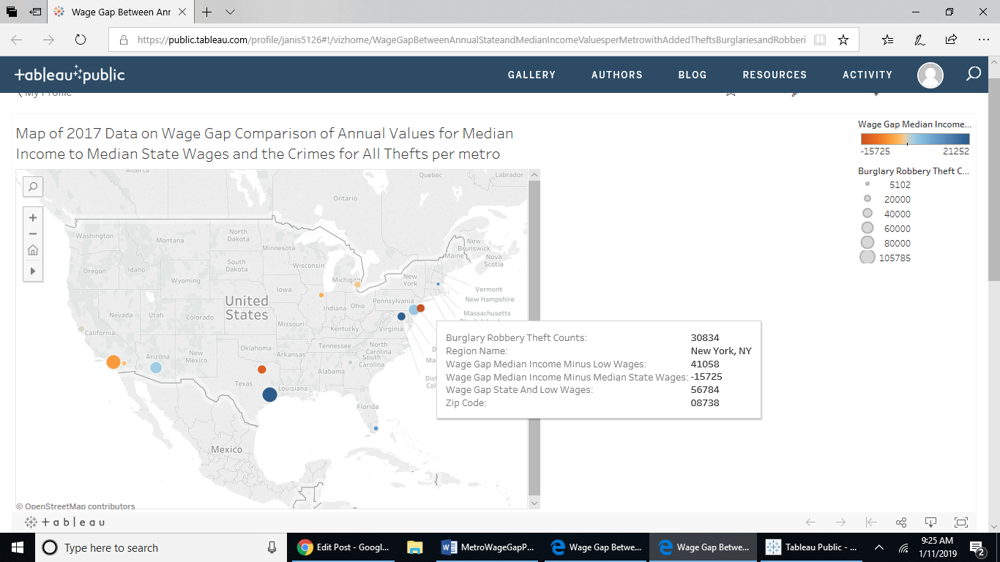 Wage Gap Between Anr
https://public.tableau.com/profile/janis5126#!/vizhome/WageGapBetweenAnnualStateandMedianIncomeValuesperMetrowithAddedTheftsBurglariesandRobberi
+ableau+public
GALLERY AUTHORS BLOG RESOURCES ACTIVITY
My Profile
Map of 2017 Data on Wage Gap Comparison of Annual Values for Median
Income to Median State Wages and the Crimes for All Thefts per metro
Wage Gap Median Income...
-15725 21252
Burglary Robbery Theft C...
5102
20000
40000
60000
80000
105785
Alberta
Quebec
Labrador
Ontario
Washington
Montana
North
Dakota
Minnesota
New
Brunswick
Maine
Nova
Scotia
Oregon
Idaho
South
Dakota
Wisconsin
Michigan
Wyoming
New
York
Vermont
New Hampshire
Massachusetts
Iowa
Pennsylvania
United
States
Indiana
Ohio
Nevada
Utah
Colorado
Missouri
Kentucky
Virginia
California
Oklahoma
Tennessee
North
Carolina
South
Carolina
Arizona
New
Mexico
Arkansas
Alabama
Texas
Louisiana
Florida
Mexico
Burglary Robbery Theft Counts: 30834
Region Name: New York, NY
Wage Gap Median Income Minus Low Wages: 41058
Wage Gap Median Income Minus Median State Wages: -15725
Wage Gap State And Low Wages: 56784
Zip Code: 08738
© OpenStreetMap contributors
+ a b l e a u
Type here to search
Edit Post - Googl...
MetroWageGapP...
Wage Gap Betwe...
Wage Gap Betwe...
Tableau Public - ...
9:25 AM
1/11/2019
2